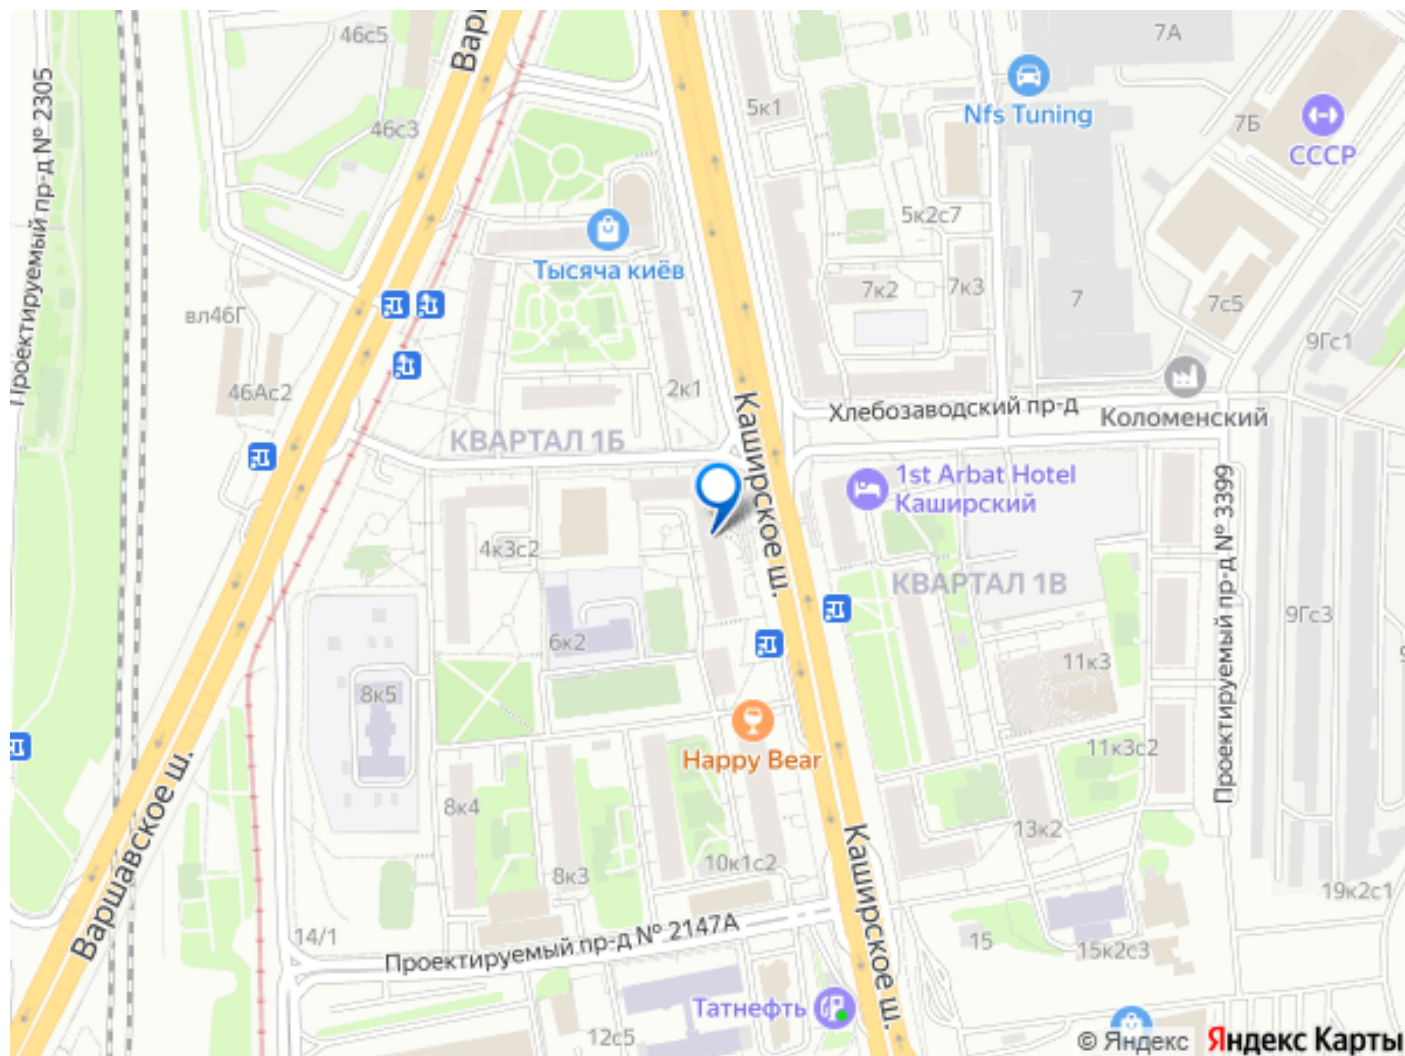 46с5
Варш
7А
Nfs Tuning
5к1
7Б
СССР
46с3
Проектируемый пр-д № 2305
5к2с7
Тысяча киёв
7к2
7к3
7
7с5
вл46Г
9Гс1
46Ас2
2к1
Каширское ш.
Хлебозаводский пр-д
Коломенский
КВАРТАЛ 1Б
1st Arbat Hotel
Каширский
4к3с2
КВАРТАЛ 1В
Проектируемый пр-д № 3399
9Гс3
6к2
11к3
8к5
Happy Bear
11к3с2
Варшавское ш.
8к4
13к2
Каширское ш.
10к1с2
8к3
19к2с1
14/1
Проектируемый пр-д № 2147А
15
15к2с3
Татнефть
12с5
© Яндекс Яндекс Карты